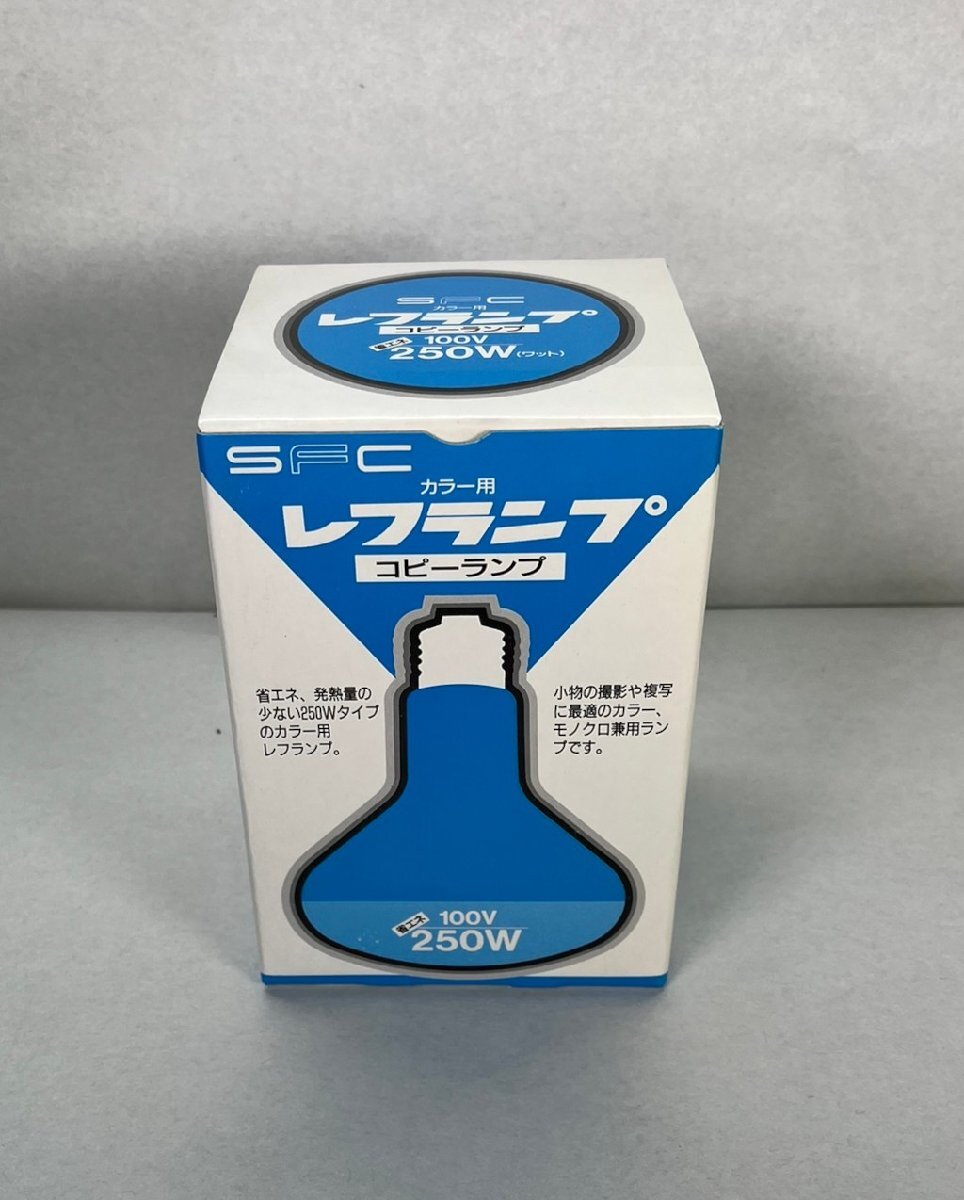 SFC
カラー用
レフランプ
コピーランプ
省エネ 100V
250W(ワット)
SFC
カラー用
レフランプ
コピーランプ
省エネ、発熱量の
少ない250Wタイプ
のカラー用
レフランプ。
小物の撮影や複写
に最適のカラー、
モノクロ兼用ラン
プです。
省エネ 100V
250W